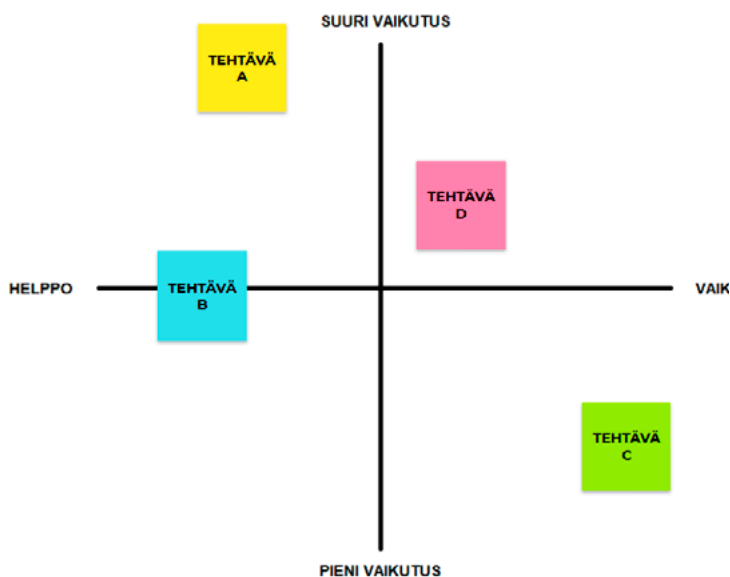 SUURI VAIKUTUS
TEHTÄVÄ
A
TEHTÄVÄ
D
HELPPO
TEHTÄVÄ
B
VAIK
TEHTÄVÄ
C
PIENI VAIKUTUS